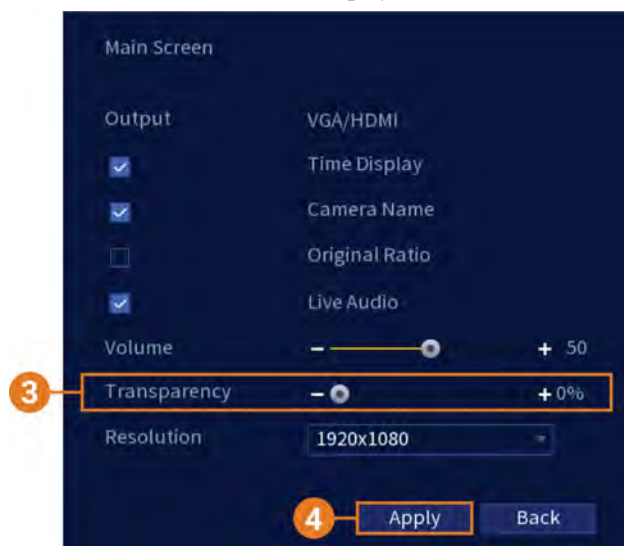 Main Screen
Output VGA/HDMI
Time Display
Camera Name
Original Ratio
Live Audio
Volume - + 50
3 Transparency - + 0%
Resolution 1920x1080
4 Apply Back